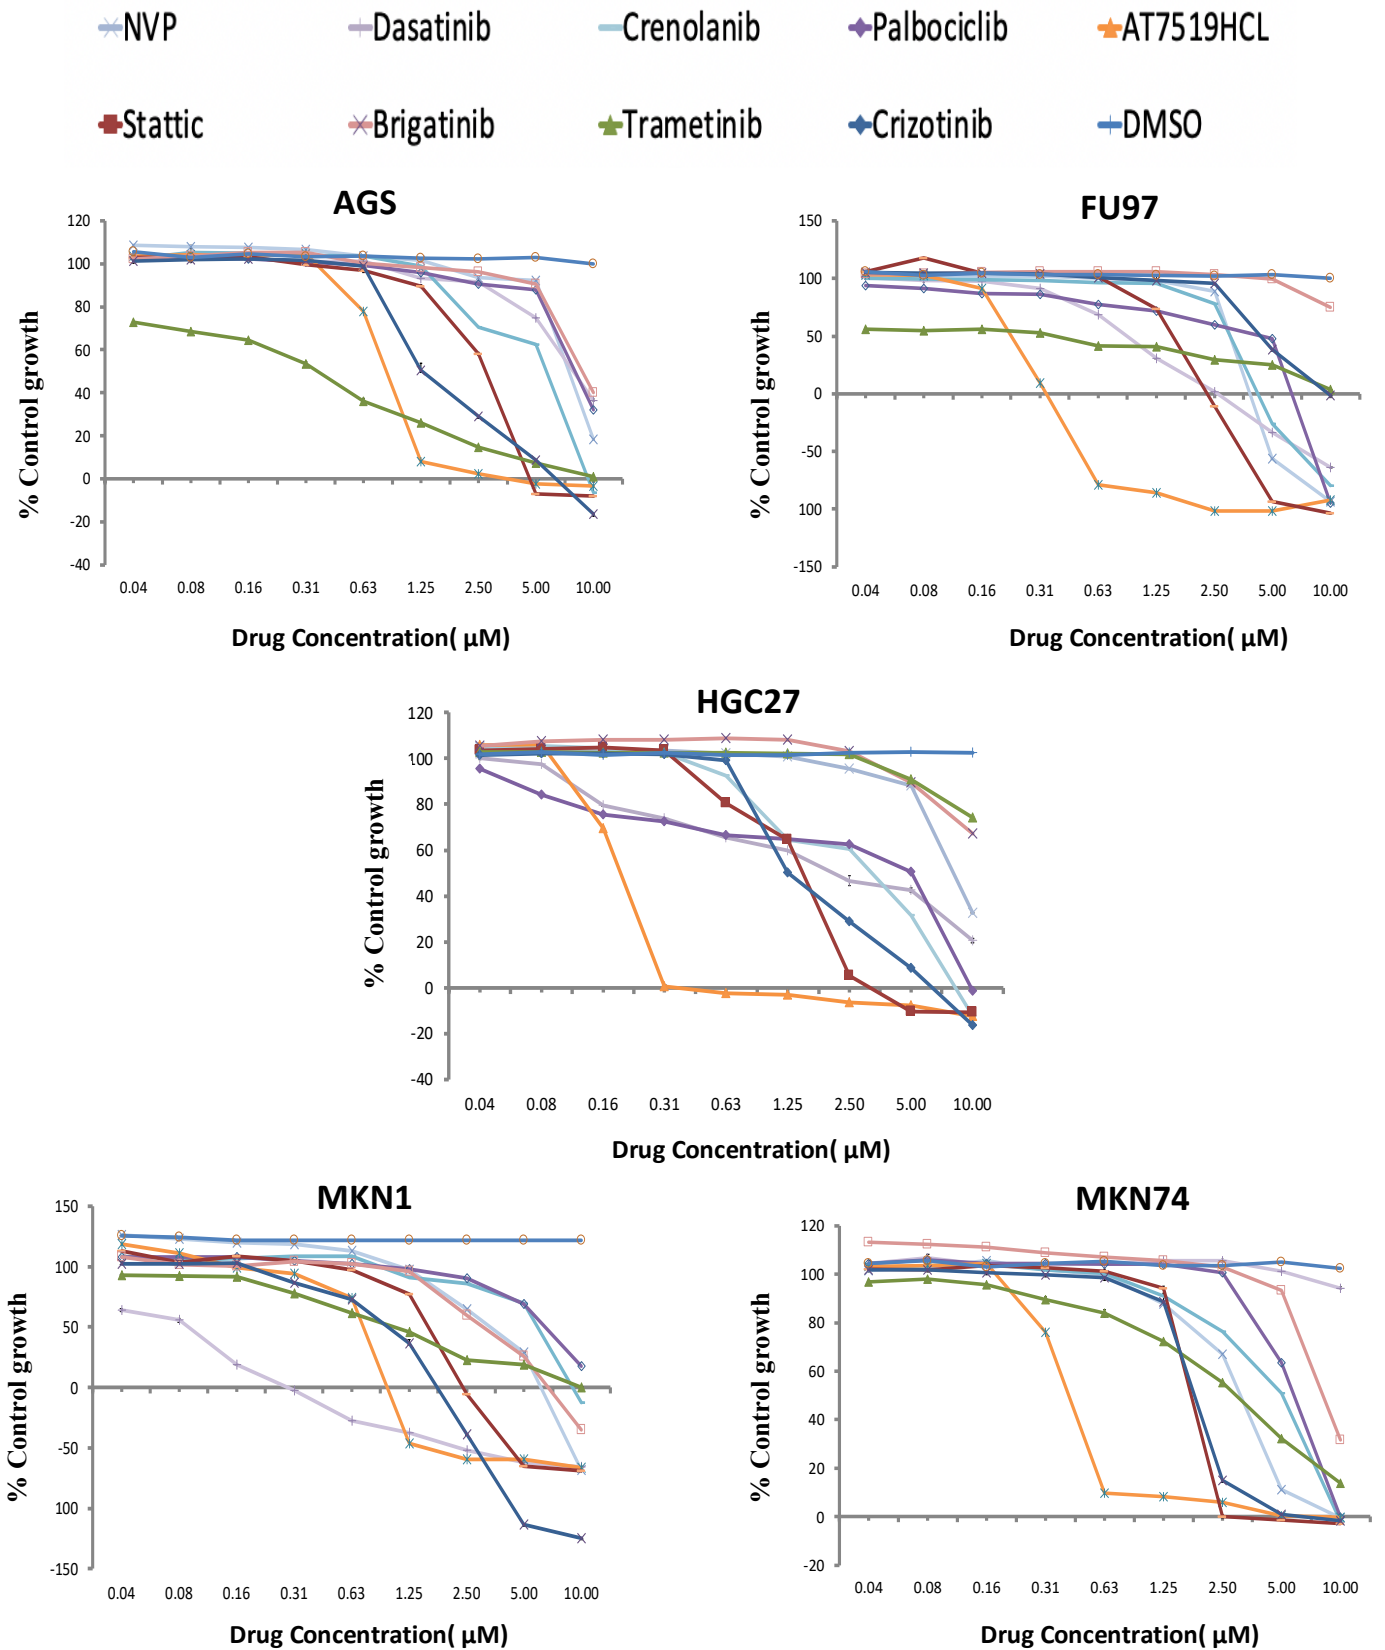 NVP Dasatinib Crenolanib Palbociclib AT7519HCL
Stattic Brigatinib Trametinib Crizotinib DMSO
AGS
120
100
80
60
40
20
0
-20
-40
% Control growth
0.04 0.08 0.16 0.31 0.63 1.25 2.50 5.00 10.00
Drug Concentration( µM)
FU97
150
100
50
0
-50
-100
-150
% Control growth
0.04 0.08 0.16 0.31 0.63 1.25 2.50 5.00 10.00
Drug Concentration( µM)
HGC27
120
100
80
60
40
20
0
-20
-40
% Control growth
0.04 0.08 0.16 0.31 0.63 1.25 2.50 5.00 10.00
Drug Concentration( µM)
MKN1
150
100
50
0
-50
100
-150
% Control growth
0.04 0.08 0.16 0.31 0.63 1.25 2.50 5.00 10.00
Drug Concentration( µM)
MKN74
120
100
80
60
40
20
0
-20
% Control growth
0.04 0.08 0.16 0.31 0.63 1.25 2.50 5.00 10.00
Drug Concentration( µM)